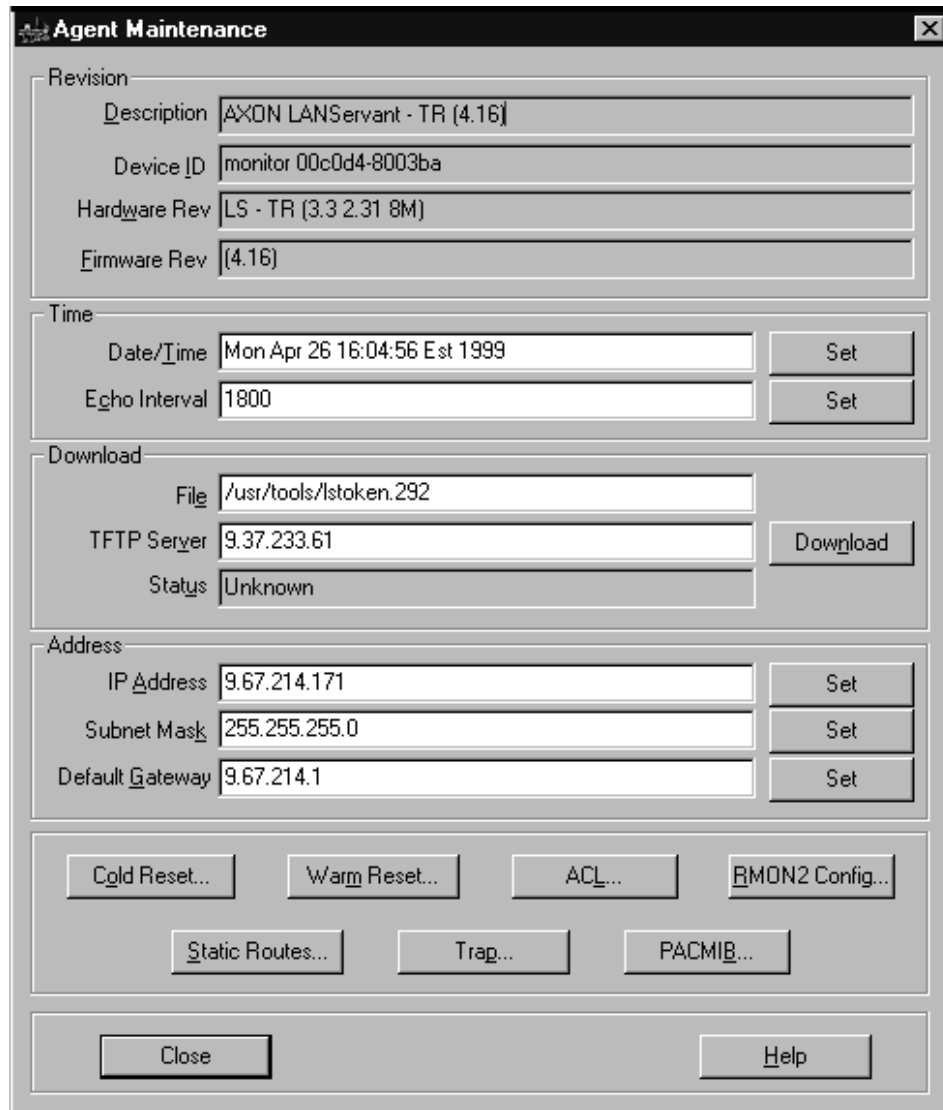 Agent Maintenance
Revision
Description AXON LANServant - TR (4.16)
Device ID monitor 00c0d4-8003ba
Hardware Rev LS - TR (3.3 2.31 8M)
Firmware Rev (4.16)
Time
Date/Time Mon Apr 26 16:04:56 Est 1999 Set
Echo Interval 1800 Set
Download
File /usr/tools/lstoken.292
TFTP Server 9.37.233.61 Download
Status Unknown
Address
IP Address 9.67.214.171 Set
Subnet Mask 255.255.255.0 Set
Default Gateway 9.67.214.1 Set
Cold Reset... Warm Reset... ACL... RMON2 Config...
Static Routes... Trap... PACMIB...
Close Help